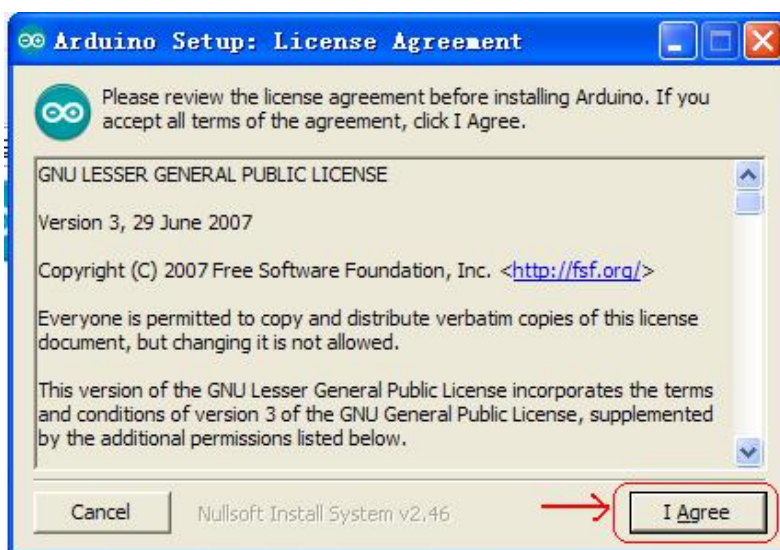 Arduino Setup: License Agreement
Please review the license agreement before installing Arduino. If you
accept all terms of the agreement, click I Agree.
GNU LESSER GENERAL PUBLIC LICENSE
Version 3, 29 June 2007
Copyright (C) 2007 Free Software Foundation, Inc. <http://fsf.org/>
Everyone is permitted to copy and distribute verbatim copies of this license
document, but changing it is not allowed.
This version of the GNU Lesser General Public License incorporates the terms
and conditions of version 3 of the GNU General Public License, supplemented
by the additional permissions listed below.
Cancel
Nullsoft Install System v2.46
I Agree